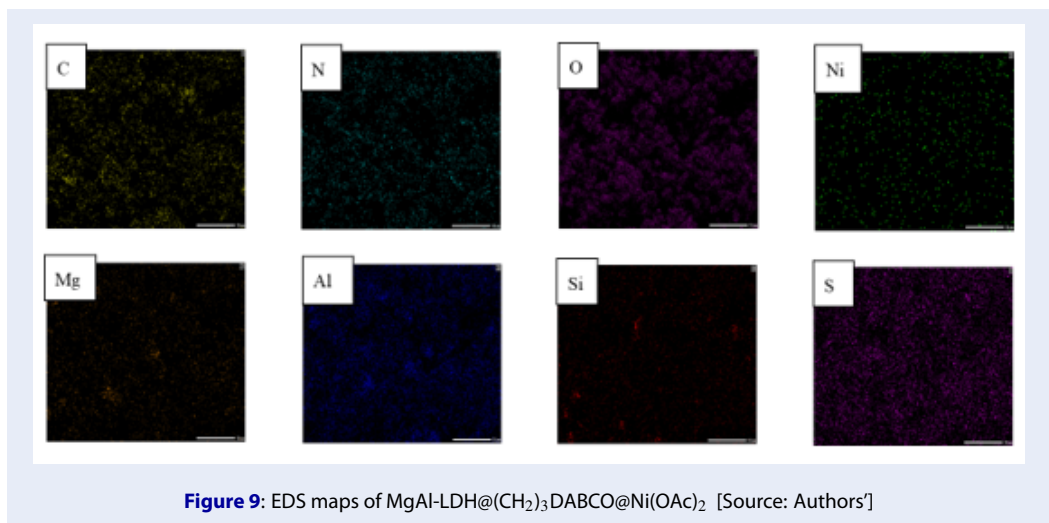 C
N
O
Ni
Mg
Al
Si
S
Figure 9: EDS maps of MgAl-LDH@(CH₂)₃DABCO@Ni(OAc)₂ [Source: Authors']